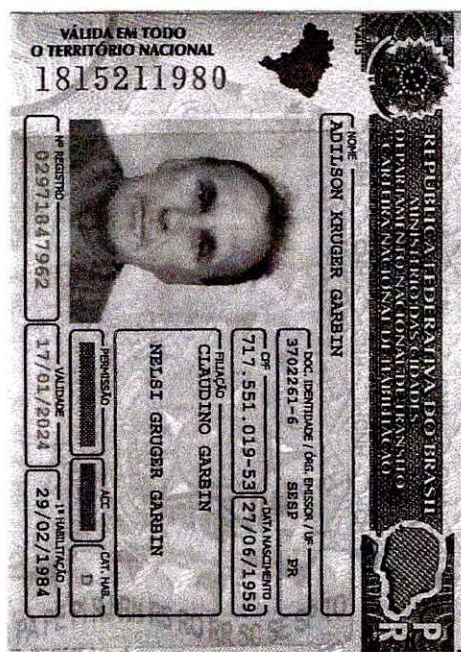 VÁLIDA EM TODO
O TERRITÓRIO NACIONAL
1815211980
REPÚBLICA FEDERATIVA DO BRASIL
MINISTÉRIO DAS CIDADES
DEPARTAMENTO NACIONAL DE TRÂNSITO
CARTEIRA NACIONAL DE HABILITAÇÃO
PR
NOME
ADILSON KRUGER GARBIN
DOC. IDENTIDADE / ÓRG. EMISSOR / UF
3702261-6 SESP PR
CPF
717.551.019-53
DATA NASCIMENTO
27/06/1959
FILIAÇÃO
CLAUDINO GARBIN
NELSI GRUGER GARBIN
PERMISSÃO
ACC
CAT. HAB.
D
Nº REGISTRO
02971847962
VALIDADE
17/01/2024
1ª HABILITAÇÃO
29/02/1984